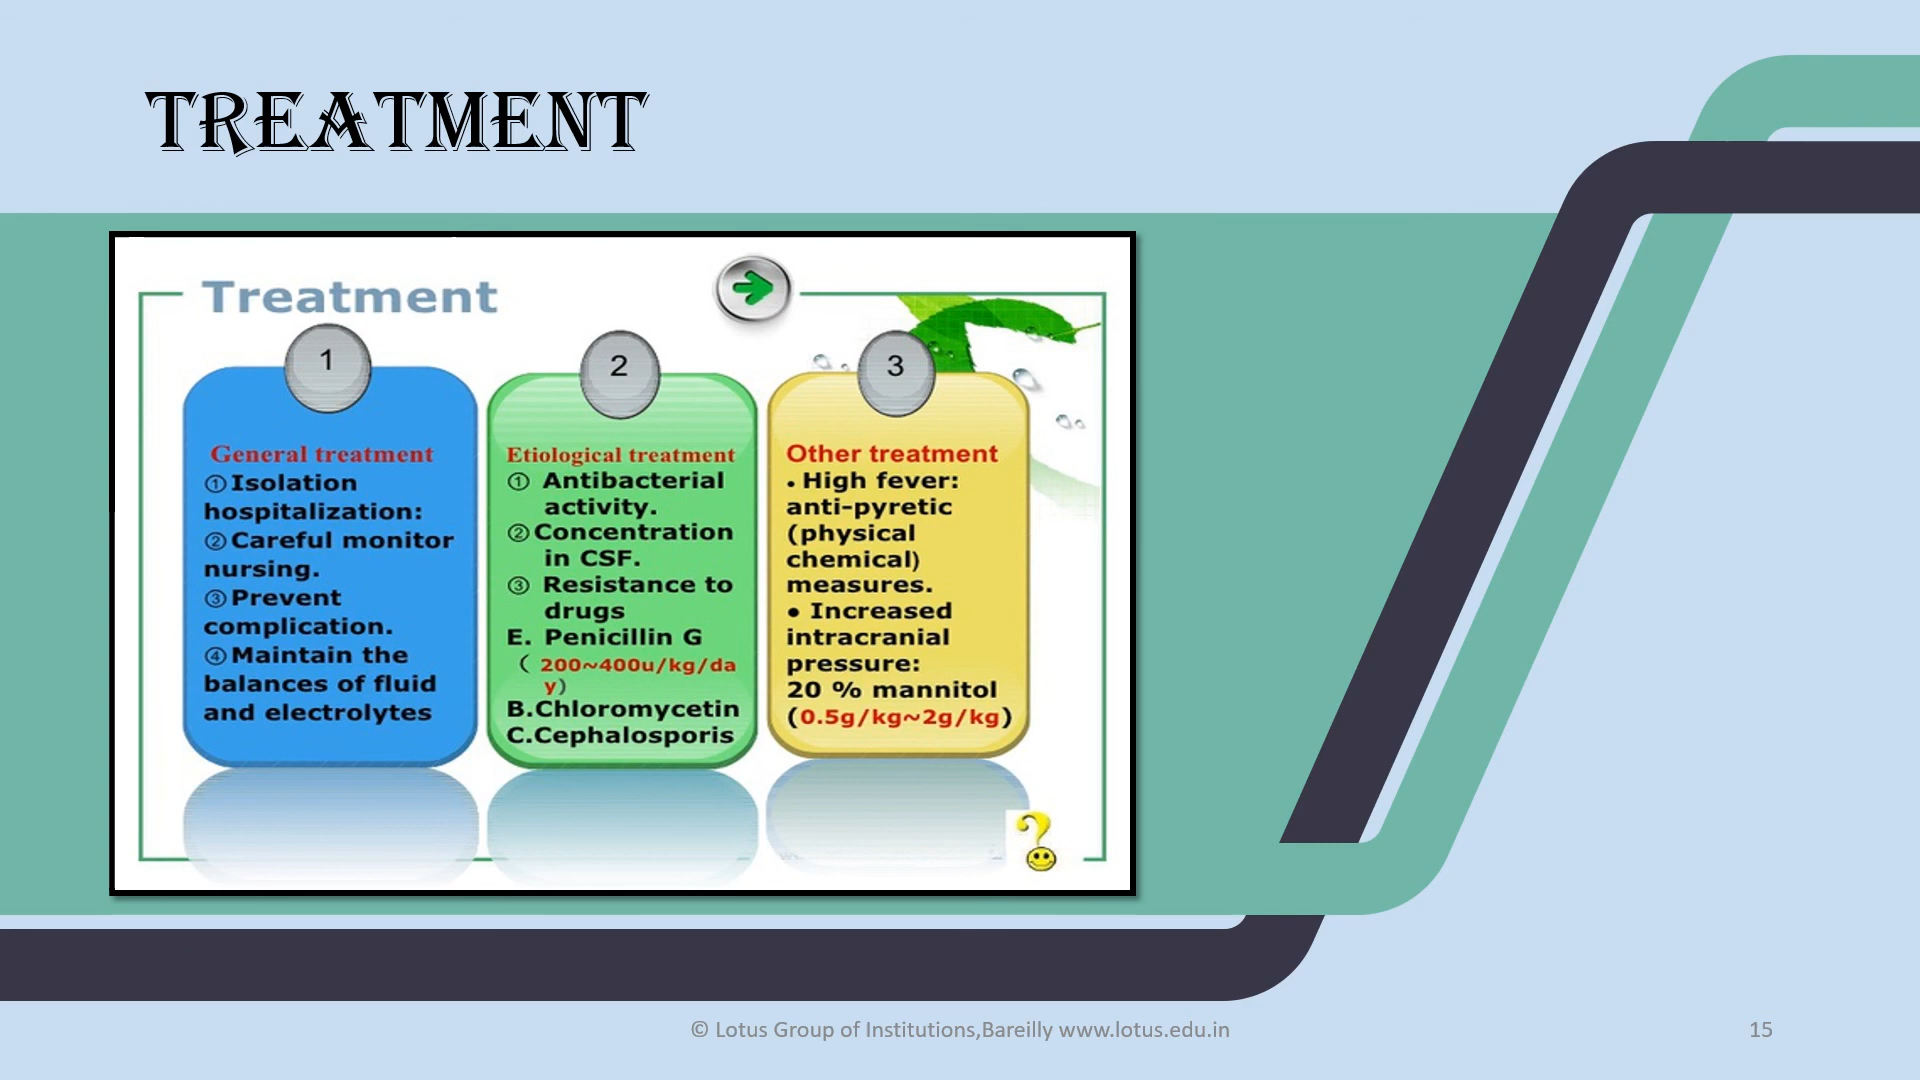 TREATMENT
Treatment
1
General treatment
①Isolation
hospitalization:
②Careful monitor
nursing.
③Prevent
complication.
④Maintain the
balances of fluid
and electrolytes
2
Etiological treatment
① Antibacterial
activity.
②Concentration
in CSF.
③ Resistance to
drugs
E. Penicillin G
( 200~400u/kg/da
y)
B.Chloromycetin
C.Cephalosporis
3
Other treatment
• High fever:
anti-pyretic
(physical
chemical)
measures.
● Increased
intracranial
pressure:
20 % mannitol
(0.5g/kg~2g/kg)
© Lotus Group of Institutions,Bareilly www.lotus.edu.in
15